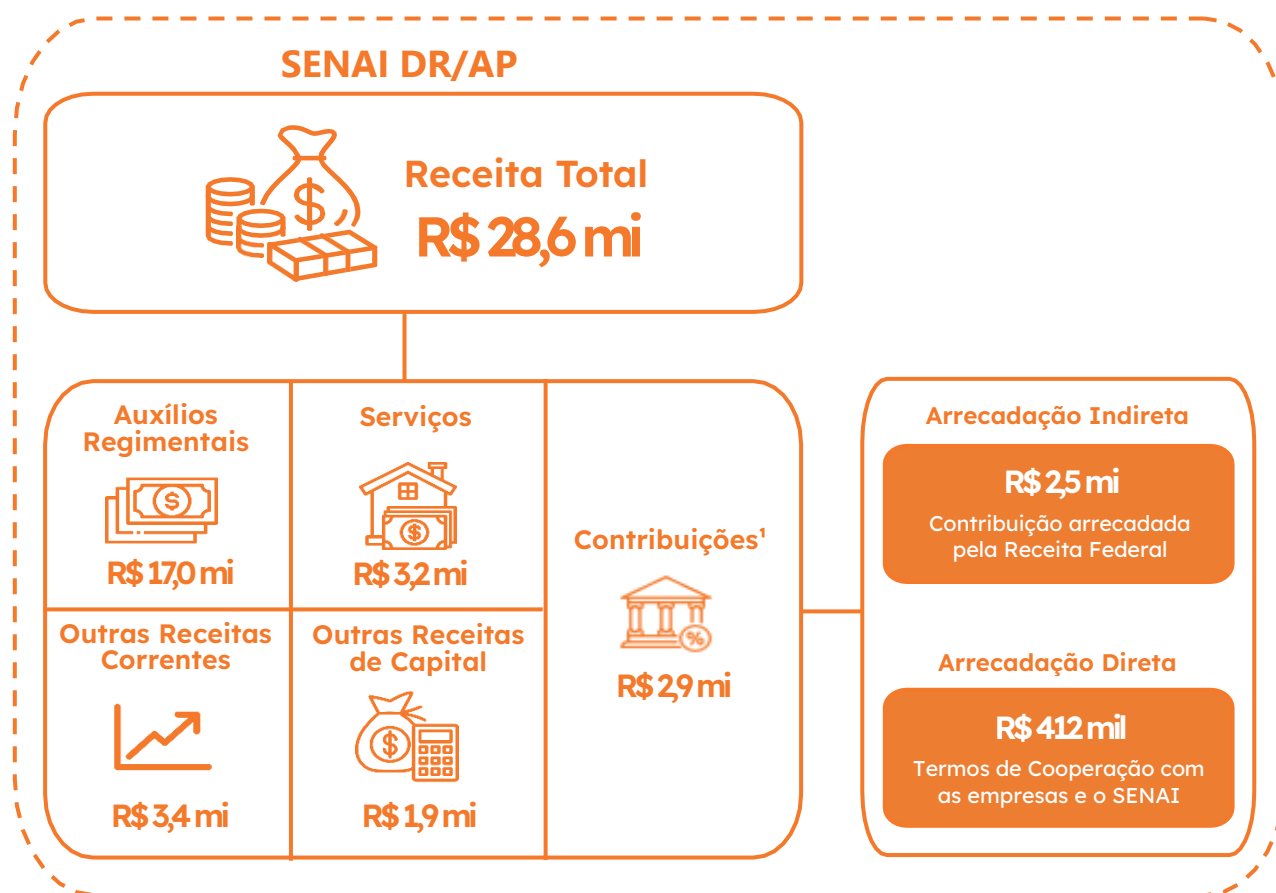 SENAI DR/AP
Receita Total
R$ 28,6 mi
Auxílios
Regimentais
R$ 17,0 mi
Serviços
R$ 3,2 mi
Outras Receitas
Correntes
R$ 3,4 mi
Outras Receitas
de Capital
R$ 1,9 mi
Contribuições¹
%
R$ 2,9 mi
Arrecadação Indireta
R$ 2,5 mi
Contribuição arrecadada
pela Receita Federal
Arrecadação Direta
R$ 412 mil
Termos de Cooperação com
as empresas e o SENAI